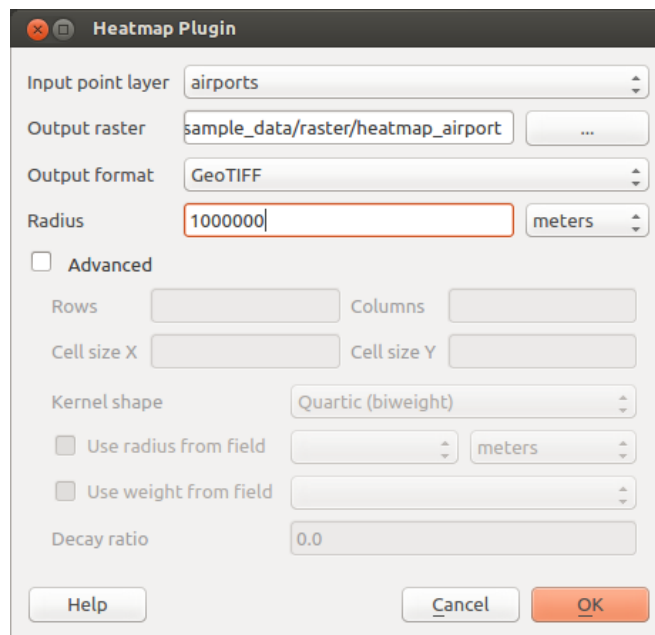 Heatmap Plugin
Input point layer airports
Output raster sample_data/raster/heatmap_airport ...
Output format GeoTIFF
Radius 1000000 meters
Advanced
Rows Columns
Cell size X Cell size Y
Kernel shape Quartic (biweight)
Use radius from field meters
Use weight from field
Decay ratio 0.0
Help Cancel OK